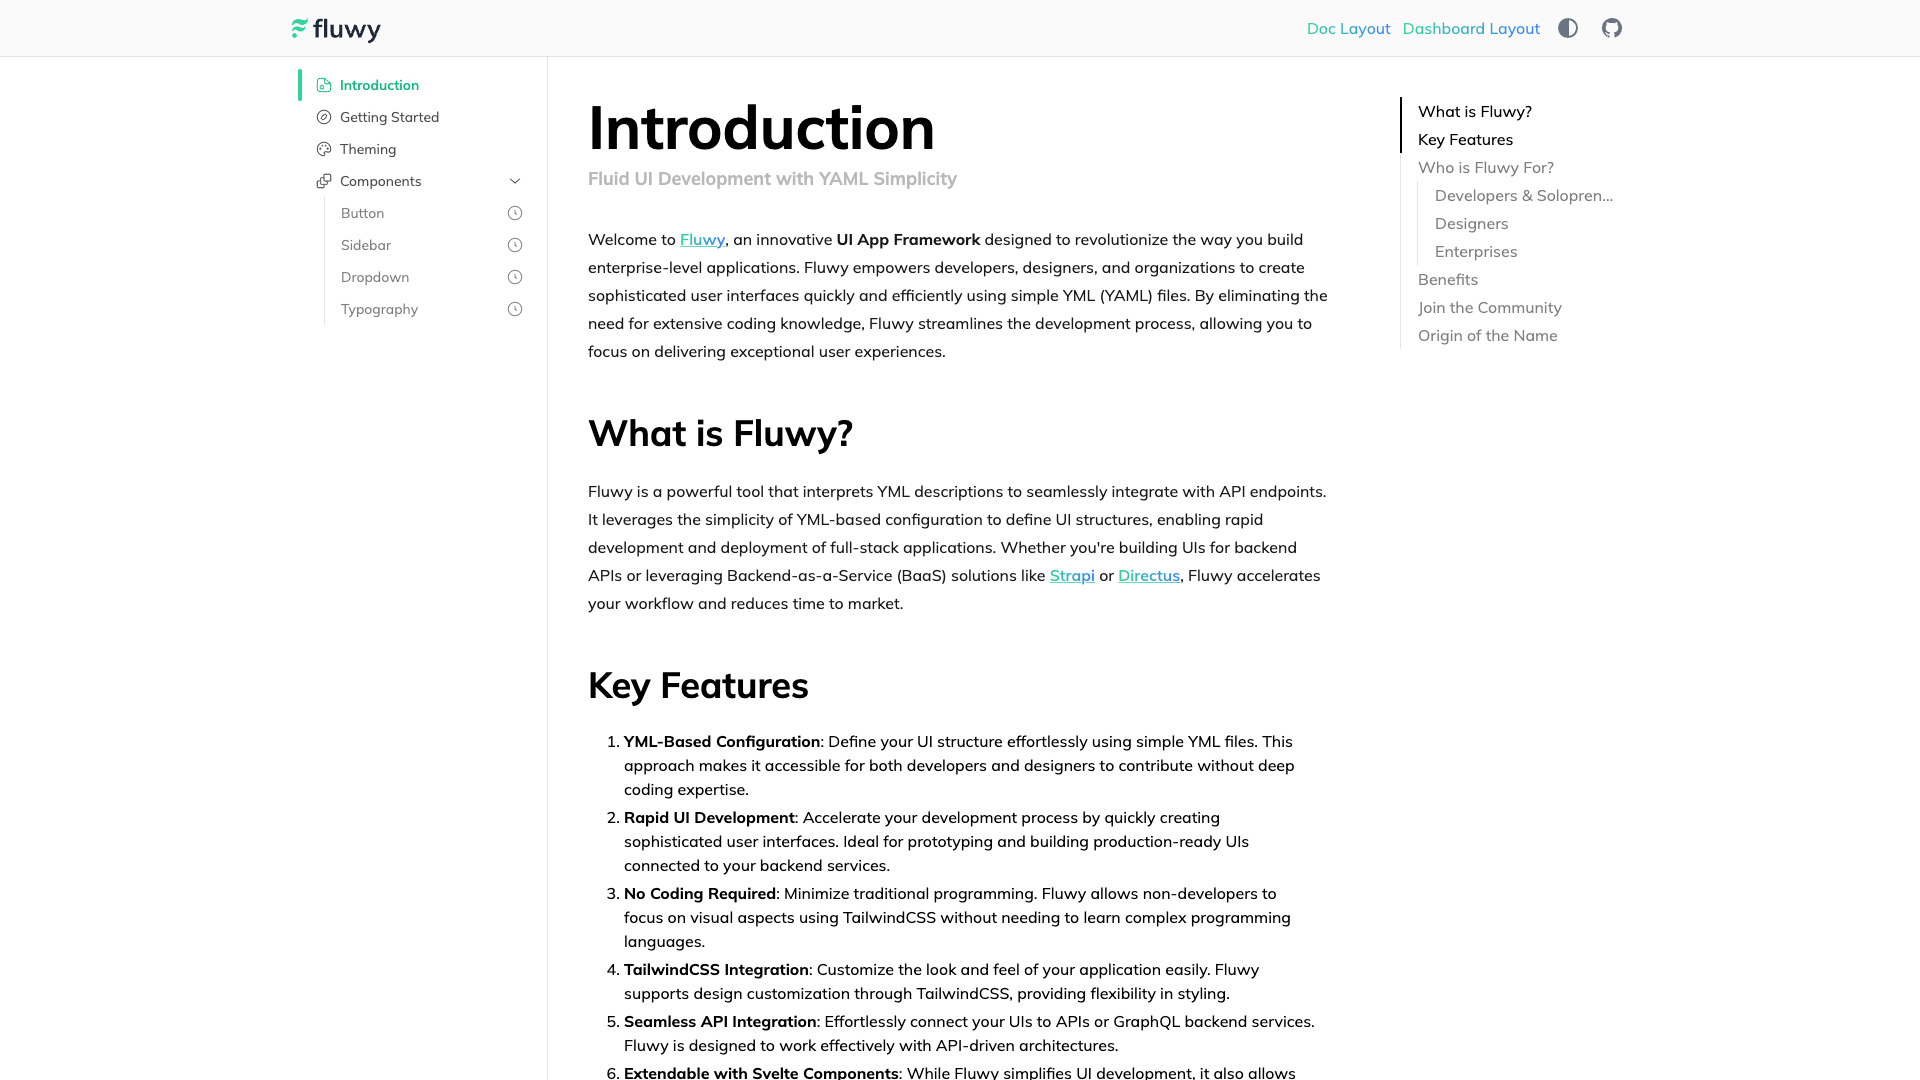 fluwy
Doc Layout
Dashboard Layout
Introduction
Getting Started
Theming
Components
Button
Sidebar
Dropdown
Typography
Introduction
Fluid UI Development with YAML Simplicity
Welcome to Fluwy, an innovative UI App Framework designed to revolutionize the way you build
enterprise-level applications. Fluwy empowers developers, designers, and organizations to create
sophisticated user interfaces quickly and efficiently using simple YML (YAML) files. By eliminating the
need for extensive coding knowledge, Fluwy streamlines the development process, allowing you to
focus on delivering exceptional user experiences.
What is Fluwy?
Fluwy is a powerful tool that interprets YML descriptions to seamlessly integrate with API endpoints.
It leverages the simplicity of YML-based configuration to define UI structures, enabling rapid
development and deployment of full-stack applications. Whether you're building UIs for backend
APIs or leveraging Backend-as-a-Service (BaaS) solutions like Strapi or Directus, Fluwy accelerates
your workflow and reduces time to market.
Key Features
1. YML-Based Configuration: Define your UI structure effortlessly using simple YML files. This
approach makes it accessible for both developers and designers to contribute without deep
coding expertise.
2. Rapid UI Development: Accelerate your development process by quickly creating
sophisticated user interfaces. Ideal for prototyping and building production-ready UIs
connected to your backend services.
3. No Coding Required: Minimize traditional programming. Fluwy allows non-developers to
focus on visual aspects using TailwindCSS without needing to learn complex programming
languages.
4. TailwindCSS Integration: Customize the look and feel of your application easily. Fluwy
supports design customization through TailwindCSS, providing flexibility in styling.
5. Seamless API Integration: Effortlessly connect your UIs to APIs or GraphQL backend services.
Fluwy is designed to work effectively with API-driven architectures.
6. Extendable with Svelte Components: While Fluwy simplifies UI development, it also allows
What is Fluwy?
Key Features
Who is Fluwy For?
Developers & Solopren...
Designers
Enterprises
Benefits
Join the Community
Origin of the Name